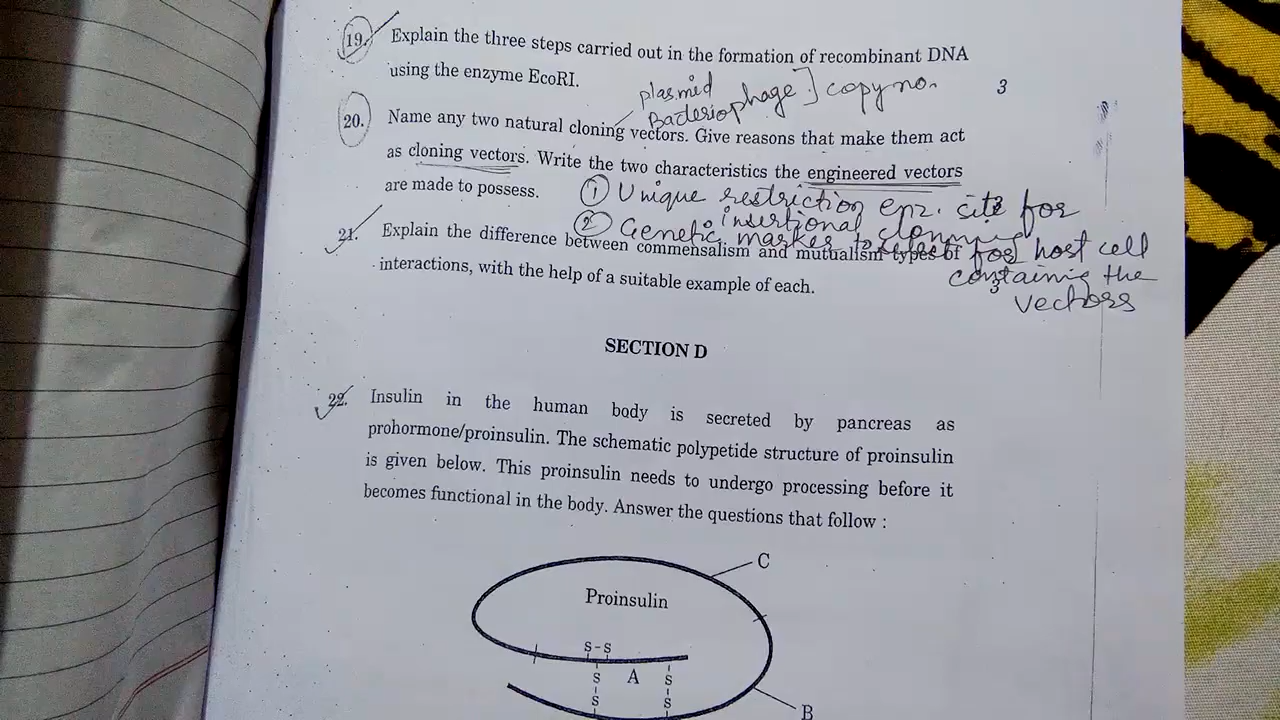 19. Explain the three steps carried out in the formation of recombinant DNA
using the enzyme EcoRI.
plasmid
Bacteriophage ] copy no.
3
20. Name any two natural cloning vectors. Give reasons that make them act
as cloning vectors. Write the two characteristics the engineered vectors
are made to possess.
① Unique restriction enz. site for
insertional cloning
② Genetic marker to select for host cell
containing the
vectors
3
21. Explain the difference between commensalism and mutualism types of
interactions, with the help of a suitable example of each.
3
SECTION D
22. Insulin in the human body is secreted by pancreas as
prohormone/proinsulin. The schematic polypetide structure of proinsulin
is given below. This proinsulin needs to undergo processing before it
becomes functional in the body. Answer the questions that follow :
C
Proinsulin
S-S
S A S
S S
B